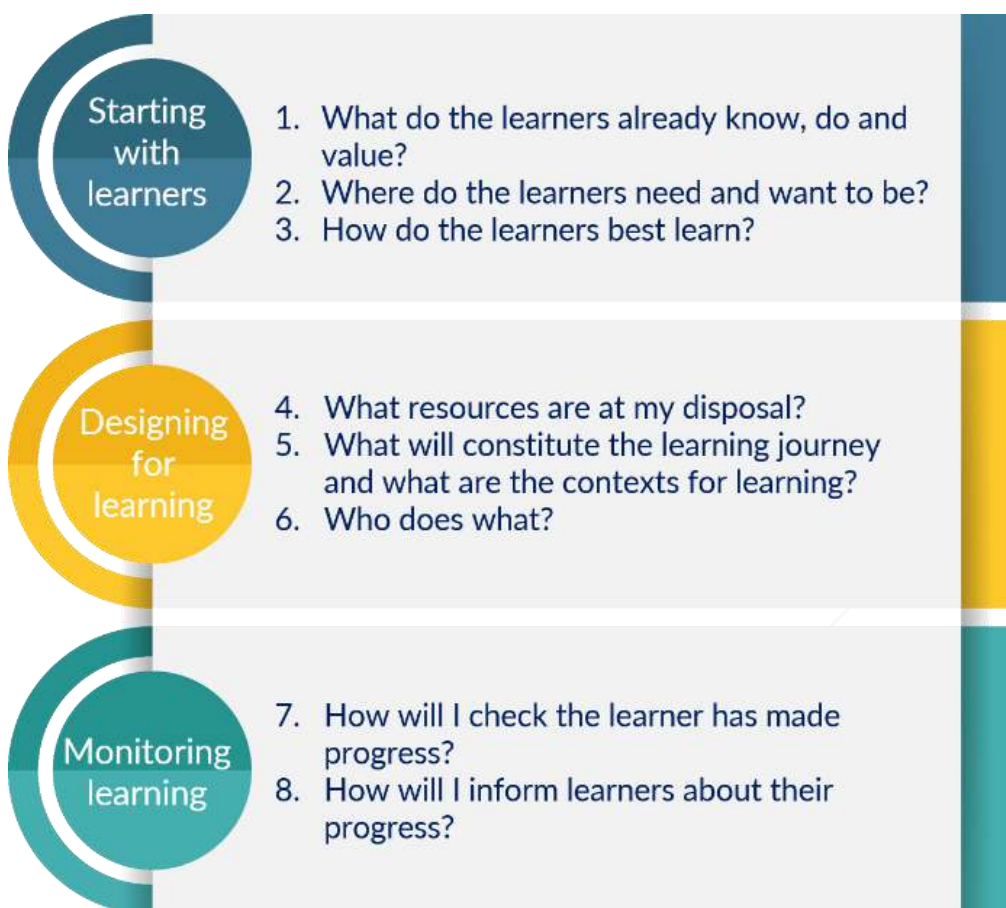 Starting
with
learners
1. What do the learners already know, do and
value?
2. Where do the learners need and want to be?
3. How do the learners best learn?
Designing
for
learning
4. What resources are at my disposal?
5. What will constitute the learning journey
and what are the contexts for learning?
6. Who does what?
Monitoring
learning
7. How will I check the learner has made
progress?
8. How will I inform learners about their
progress?